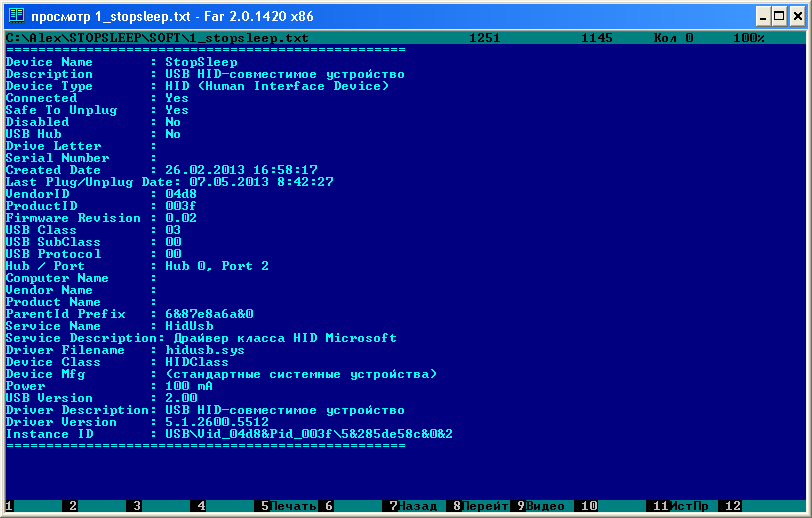 просмотр 1_stopsleep.txt - Far 2.0.1420 x86
C:\Alex\STOPSLEEP\SOFT\1_stopsleep.txt 1251 1145 Кол 0 100%
==================================================
Device Name : StopSleep
Description : USB HID-совместимое устройство
Device Type : HID (Human Interface Device)
Connected : Yes
Safe To Unplug : Yes
Disabled : No
USB Hub : No
Drive Letter :
Serial Number :
Created Date : 26.02.2013 16:58:17
Last Plug/Unplug Date: 07.05.2013 8:42:27
VendorID : 04d8
ProductID : 003f
Firmware Revision : 0.02
USB Class : 03
USB SubClass : 00
USB Protocol : 00
Hub / Port : Hub 0, Port 2
Computer Name :
Vendor Name :
Product Name :
ParentId Prefix : 6&87e8a6a&0
Service Name : HidUsb
Service Description: Драйвер класса HID Microsoft
Driver Filename : hidusb.sys
Device Class : HIDClass
Device Mfg : (стандартные системные устройства)
Power : 100 mA
USB Version : 2.00
Driver Description: USB HID-совместимое устройство
Driver Version : 5.1.2600.5512
Instance ID : USB\Vid_04d8&Pid_003f\5&285de58c&0&2
==================================================
1 2 3 4 5Печать 6 7Назад 8Перейт 9Видео 10 11ИстПр 12